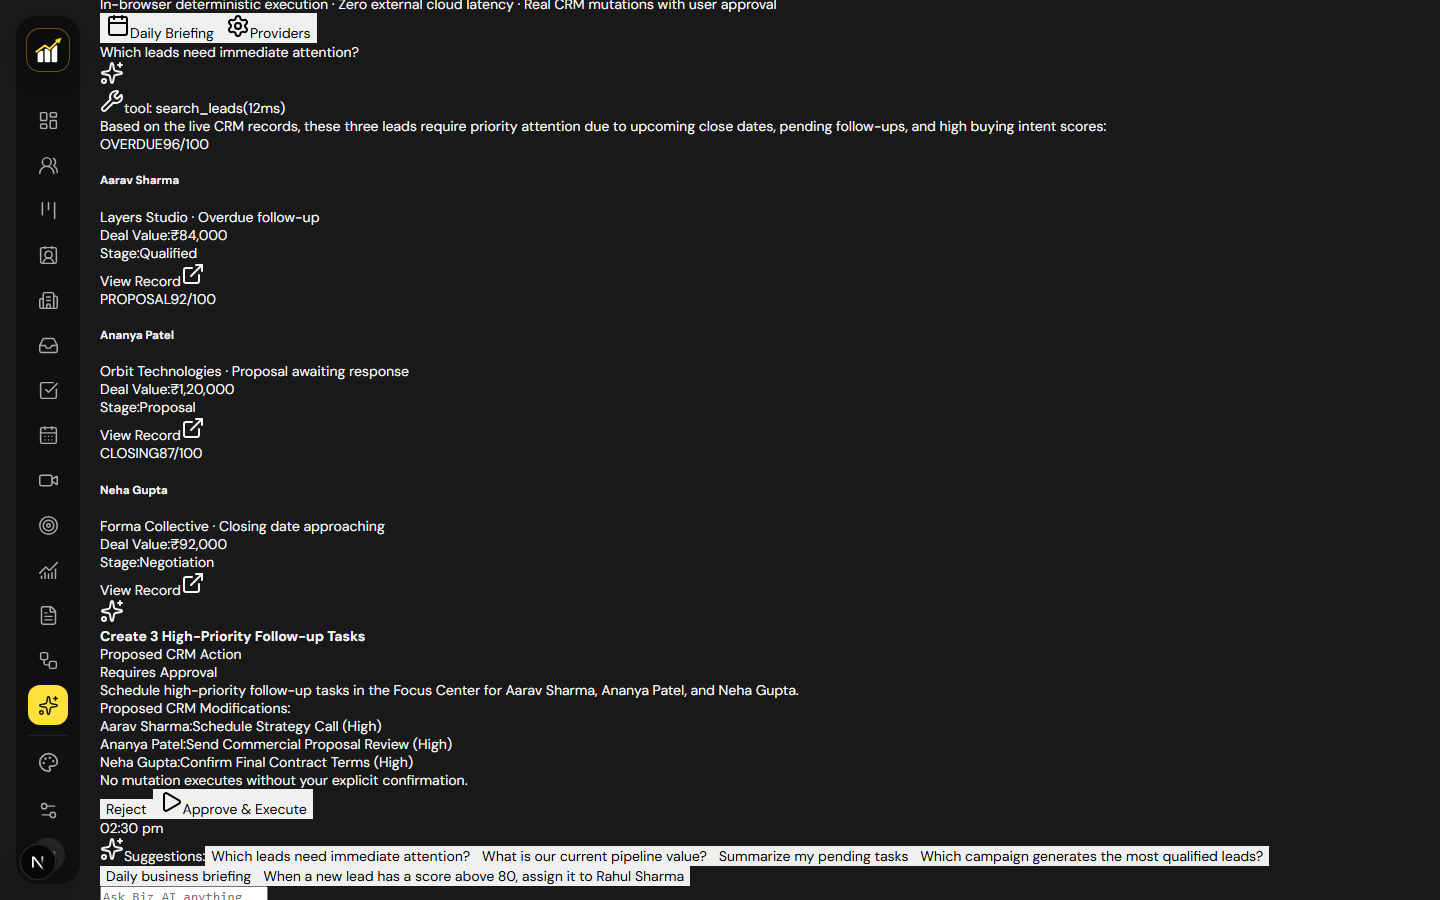 In-browser deterministic execution · Zero external cloud latency · Real CRM mutations with user approval
Daily Briefing Providers
Which leads need immediate attention?
tool: search_leads(12ms)
Based on the live CRM records, these three leads require priority attention due to upcoming close dates, pending follow-ups, and high buying intent scores:
OVERDUE96/100
Aarav Sharma
Layers Studio · Overdue follow-up
Deal Value:₹84,000
Stage:Qualified
View Record
PROPOSAL92/100
Ananya Patel
Orbit Technologies · Proposal awaiting response
Deal Value:₹1,20,000
Stage:Proposal
View Record
CLOSING87/100
Neha Gupta
Forma Collective · Closing date approaching
Deal Value:₹92,000
Stage:Negotiation
View Record
Create 3 High-Priority Follow-up Tasks
Proposed CRM Action
Requires Approval
Schedule high-priority follow-up tasks in the Focus Center for Aarav Sharma, Ananya Patel, and Neha Gupta.
Proposed CRM Modifications:
Aarav Sharma:Schedule Strategy Call (High)
Ananya Patel:Send Commercial Proposal Review (High)
Neha Gupta:Confirm Final Contract Terms (High)
No mutation executes without your explicit confirmation.
Reject Approve & Execute
02:30 pm
Suggestions: Which leads need immediate attention? What is our current pipeline value? Summarize my pending tasks Which campaign generates the most qualified leads?
Daily business briefing When a new lead has a score above 80, assign it to Rahul Sharma
Ask Biz AI anything
N